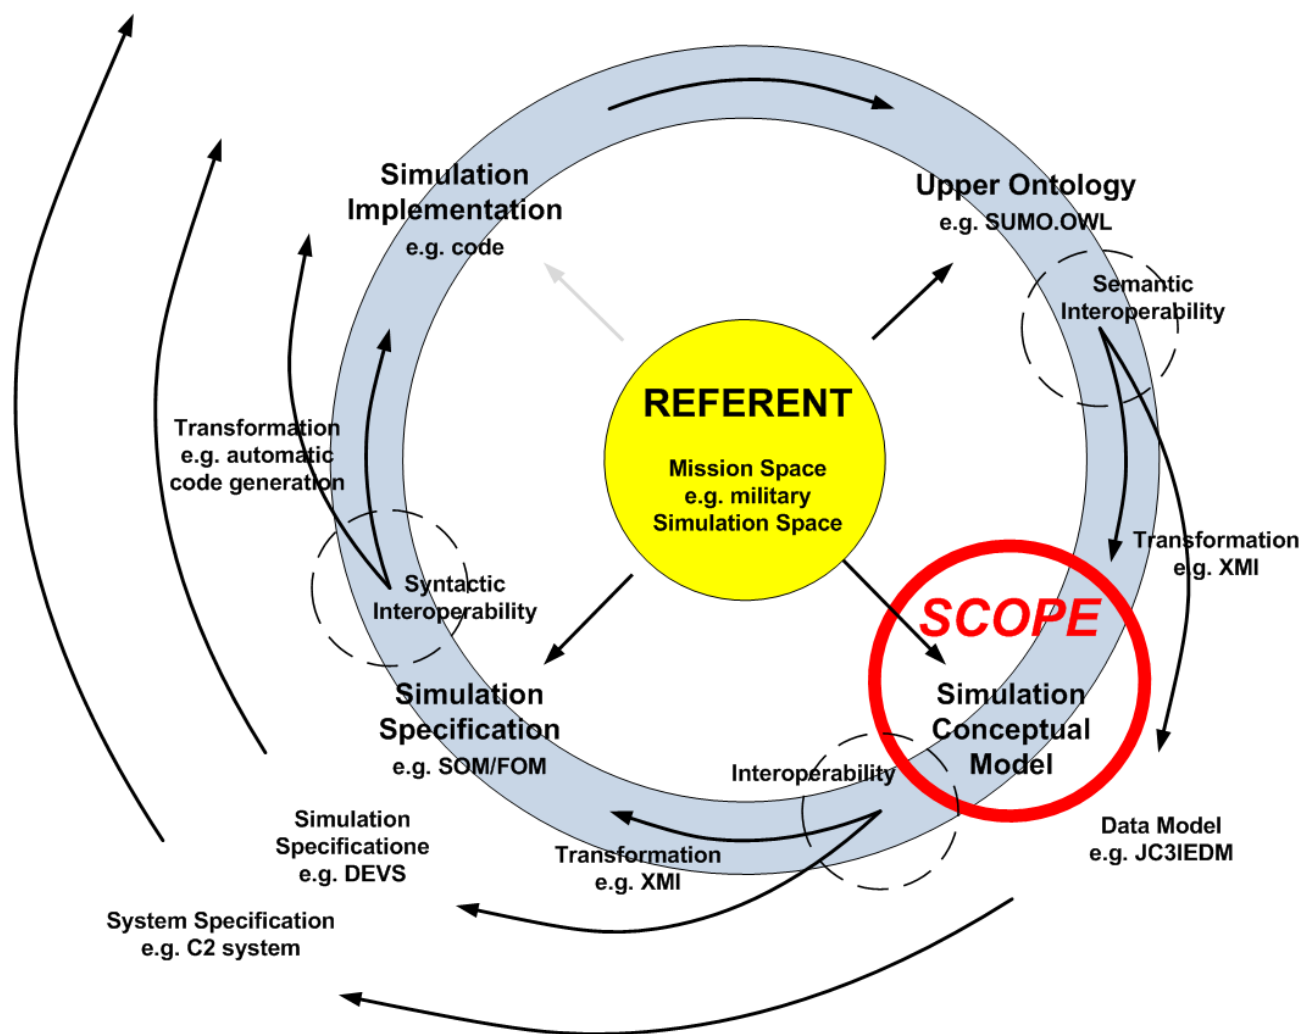 Simulation
Implementation
e.g. code
Upper Ontology
e.g. SUMO.OWL
Semantic
Interoperability
REFERENT
Mission Space
e.g. military
Simulation Space
Transformation
e.g. automatic
code generation
Transformation
e.g. XMI
Syntactic
Interoperability
SCOPE
Simulation
Conceptual
Model
Simulation
Specification
e.g. SOM/FOM
Interoperability
Simulation
Specificatione
e.g. DEVS
Transformation
e.g. XMI
Data Model
e.g. JC3IEDM
System Specification
e.g. C2 system